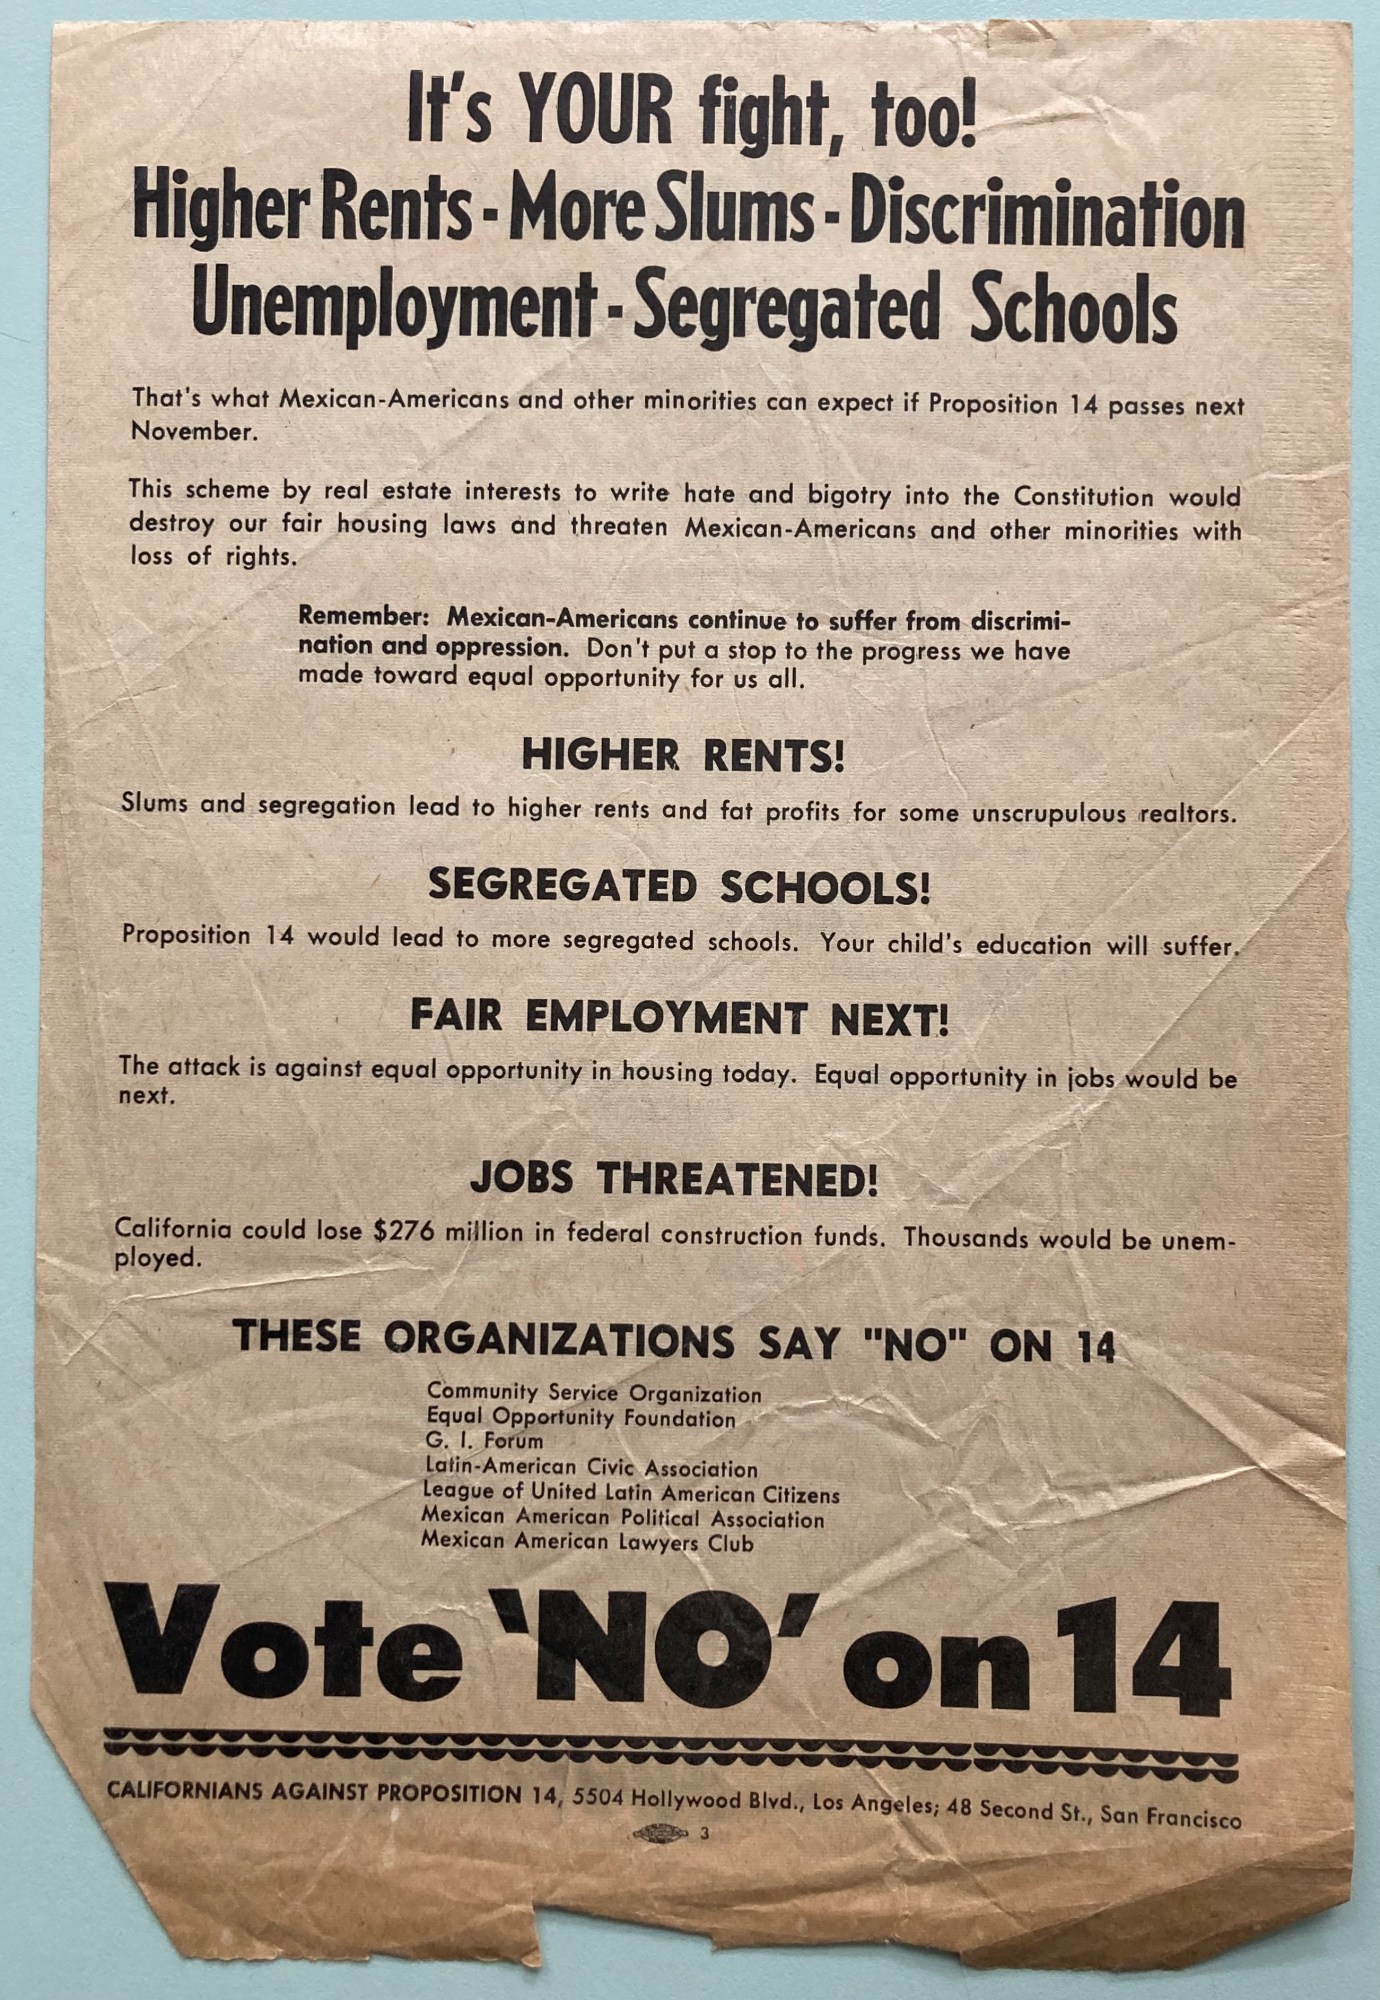 It's YOUR fight, too!
Higher Rents - More Slums - Discrimination
Unemployment - Segregated Schools
That's what Mexican-Americans and other minorities can expect if Proposition 14 passes next
November.
This scheme by real estate interests to write hate and bigotry into the Constitution would
destroy our fair housing laws and threaten Mexican-Americans and other minorities with
loss of rights.
Remember: Mexican-Americans continue to suffer from discrimi-
nation and oppression. Don't put a stop to the progress we have
made toward equal opportunity for us all.
HIGHER RENTS!
Slums and segregation lead to higher rents and fat profits for some unscrupulous realtors.
SEGREGATED SCHOOLS!
Proposition 14 would lead to more segregated schools. Your child's education will suffer.
FAIR EMPLOYMENT NEXT!
The attack is against equal opportunity in housing today. Equal opportunity in jobs would be
next.
JOBS THREATENED!
California could lose $276 million in federal construction funds. Thousands would be unem-
ployed.
THESE ORGANIZATIONS SAY "NO" ON 14
Community Service Organization
Equal Opportunity Foundation
G. I. Forum
Latin-American Civic Association
League of United Latin American Citizens
Mexican American Political Association
Mexican American Lawyers Club
Vote 'NO' on 14
CALIFORNIANS AGAINST PROPOSITION 14, 5504 Hollywood Blvd., Los Angeles; 48 Second St., San Francisco
3